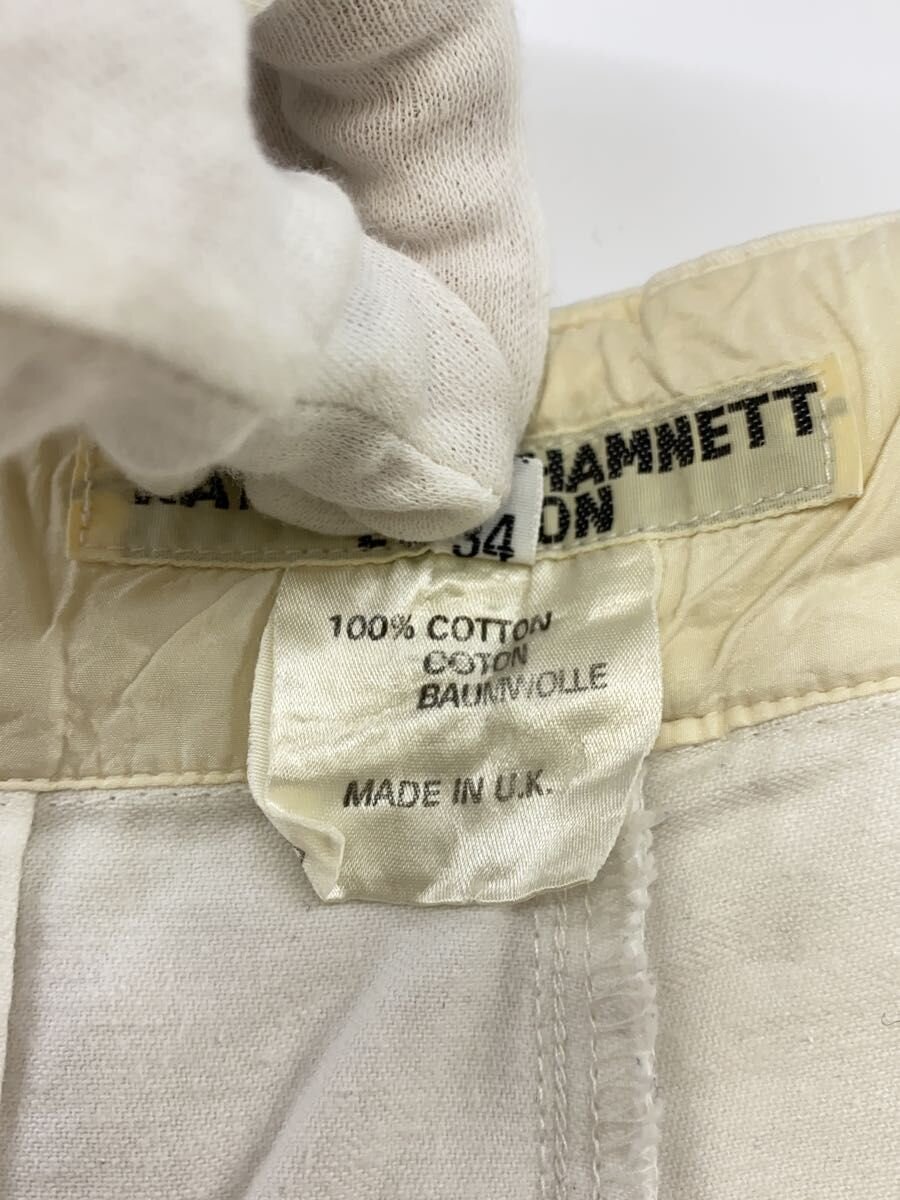 HAMNETT
ON
34
100% COTTON
COTON
BAUMWOLLE
MADE IN U.K.